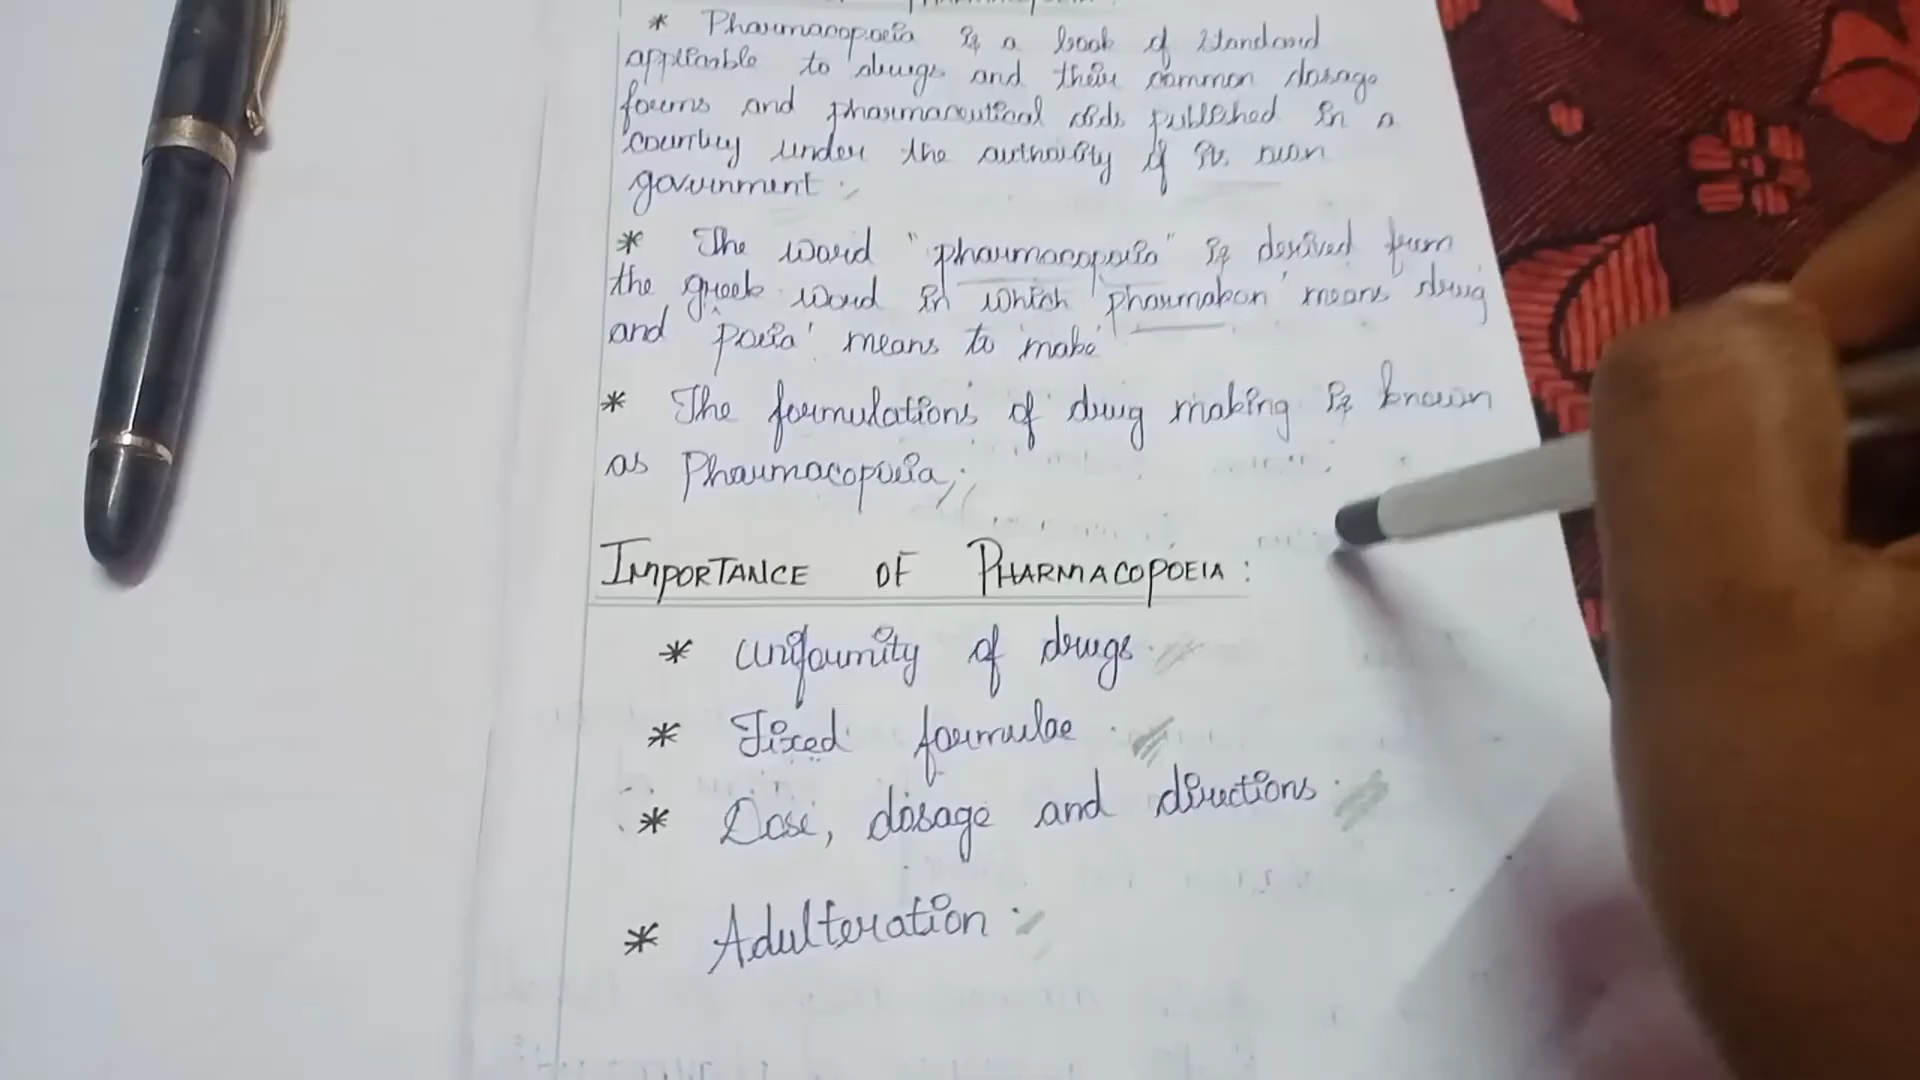 * Pharmacopoeia is a book of standard
applicable to drugs and their common dosage
forms and pharmaceutical aids published in a
country under the authority of its own
government.
* The word "pharmacopoeia" is derived from
the greek word in which 'pharmakon' means drug
and 'poeia' means to 'make'
* The formulations of drug making is known
as Pharmacopoeia,
IMPORTANCE OF PHARMACOPOEIA :
* Uniformity of drugs.
* Fixed formulae.
* Dose, dosage and directions.
* Adulteration.